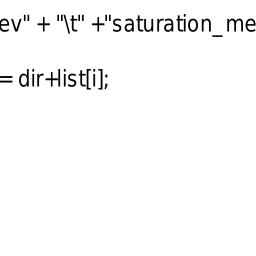 ev" + "\t" +"saturation_me
= dir+list[i];